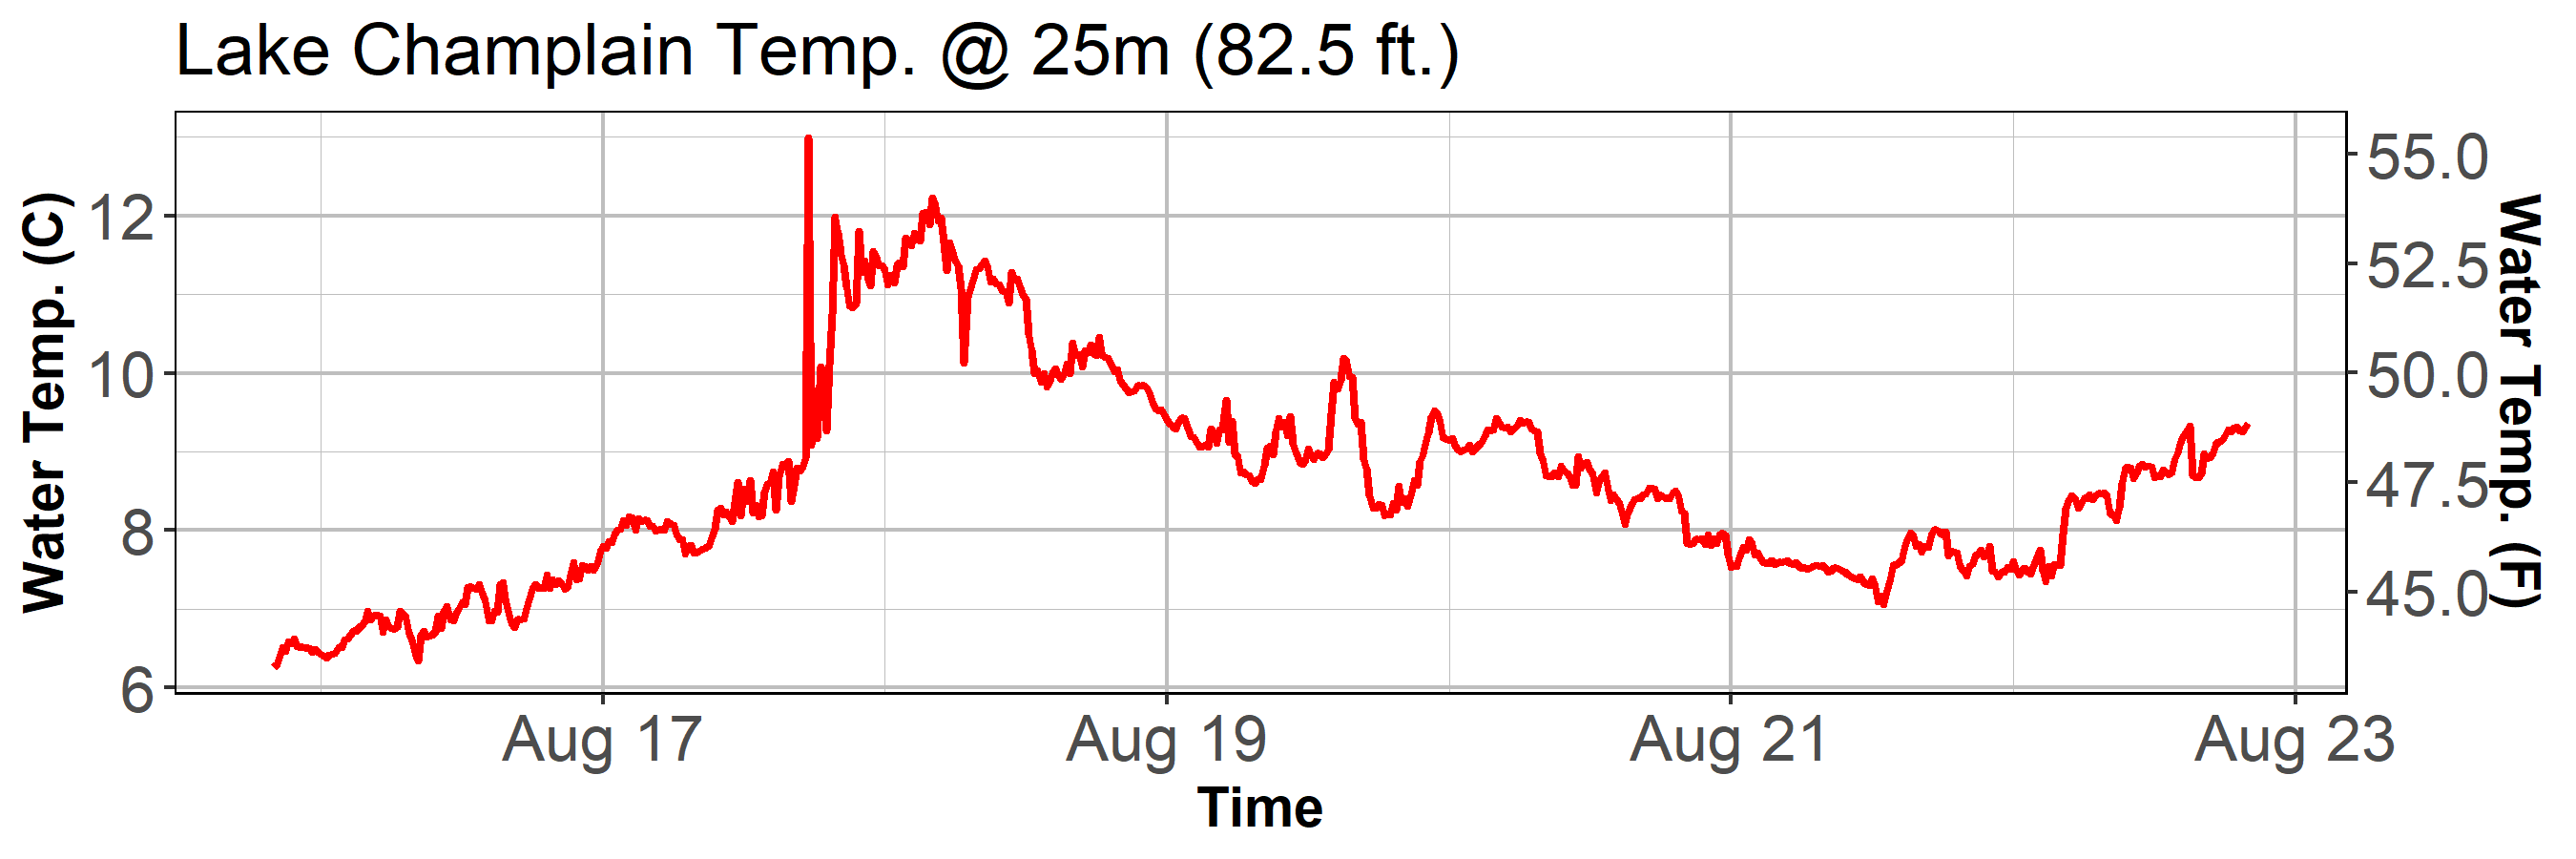 Lake Champlain Temp. @ 25m (82.5 ft.)
Water Temp. (C)
12
10
8
6
55.0
52.5
50.0
47.5
45.0
Water Temp. (F)
Aug 17
Aug 19
Aug 21
Aug 23
Time